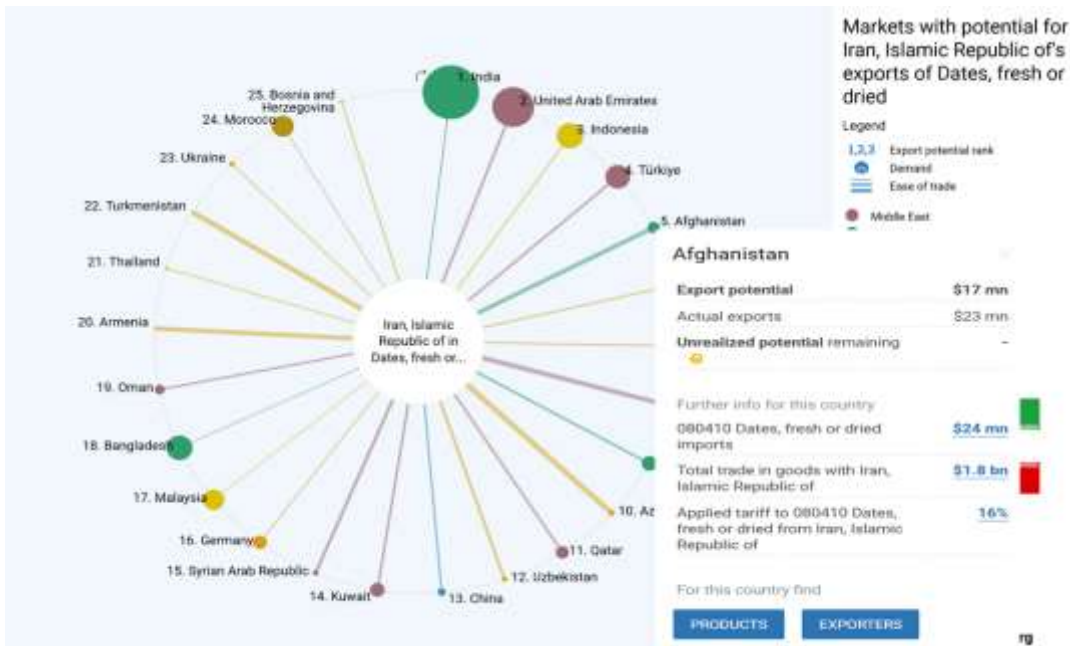 Markets with potential for
Iran, Islamic Republic of's
exports of Dates, fresh or
dried
Legend
1,2,3 Export potential rank
Demand
Ease of trade
Middle East
1. India
2. United Arab Emirates
3. Indonesia
4. Türkiye
5. Afghanistan
10. Az
11. Qatar
12. Uzbekistan
13. China
14. Kuwait
15. Syrian Arab Republic
16. Germany
17. Malaysia
18. Bangladesh
19. Oman
20. Armenia
21. Thailand
22. Turkmenistan
23. Ukraine
24. Morocco
25. Bosnia and
Herzegovina
Iran, Islamic
Republic of in
Dates, fresh or...
Afghanistan
Export potential $17 mn
Actual exports $23 mn
Unrealized potential remaining -
Further info for this country
080410 Dates, fresh or dried
imports $24 mn
Total trade in goods with Iran,
Islamic Republic of $1.8 bn
Applied tariff to 080410 Dates,
fresh or dried from Iran, Islamic
Republic of 16%
For this country find
PRODUCTS EXPORTERS
rg